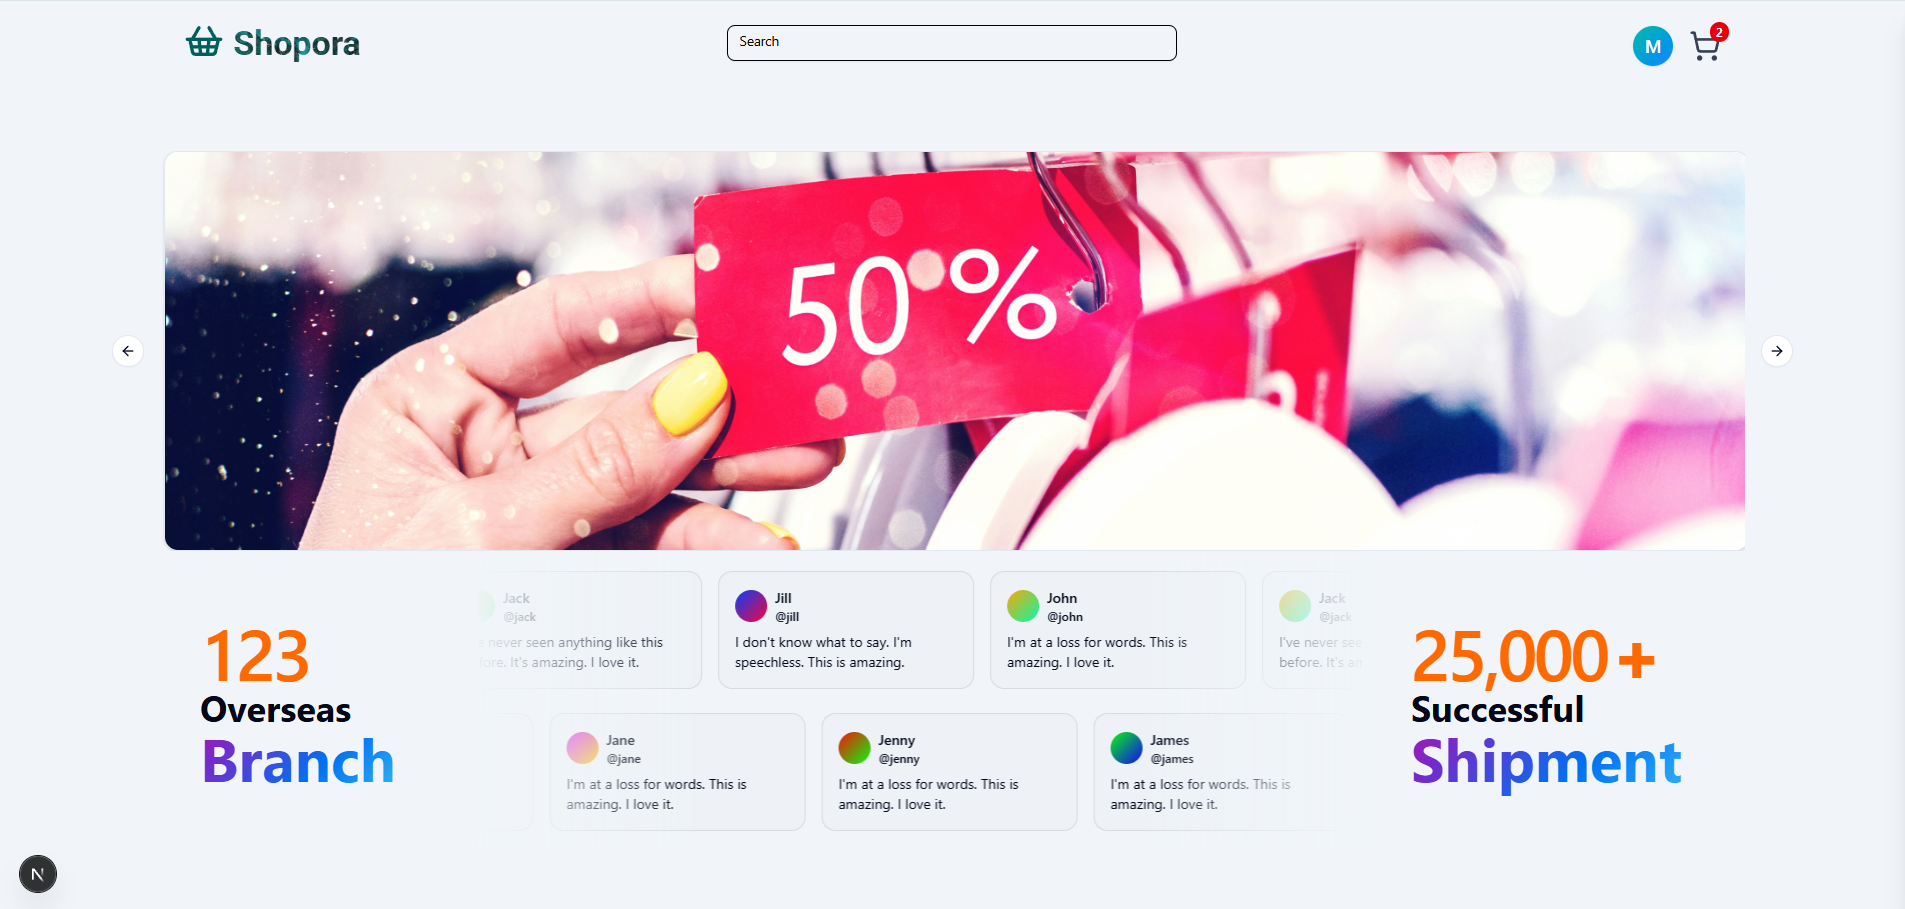 Shopora
Search
M
2
50 %
123
Overseas
Branch
Jack
@jack
never seen anything like this
fore. It's amazing. I love it.
Jill
@jill
I don't know what to say. I'm
speechless. This is amazing.
John
@john
I'm at a loss for words. This is
amazing. I love it.
Jack
@jack
I've never see
before. It's am
Jane
@jane
I'm at a loss for words. This is
amazing. I love it.
Jenny
@jenny
I'm at a loss for words. This is
amazing. I love it.
James
@james
I'm at a loss for words. This is
amazing. I love it.
25,000+
Successful
Shipment
N